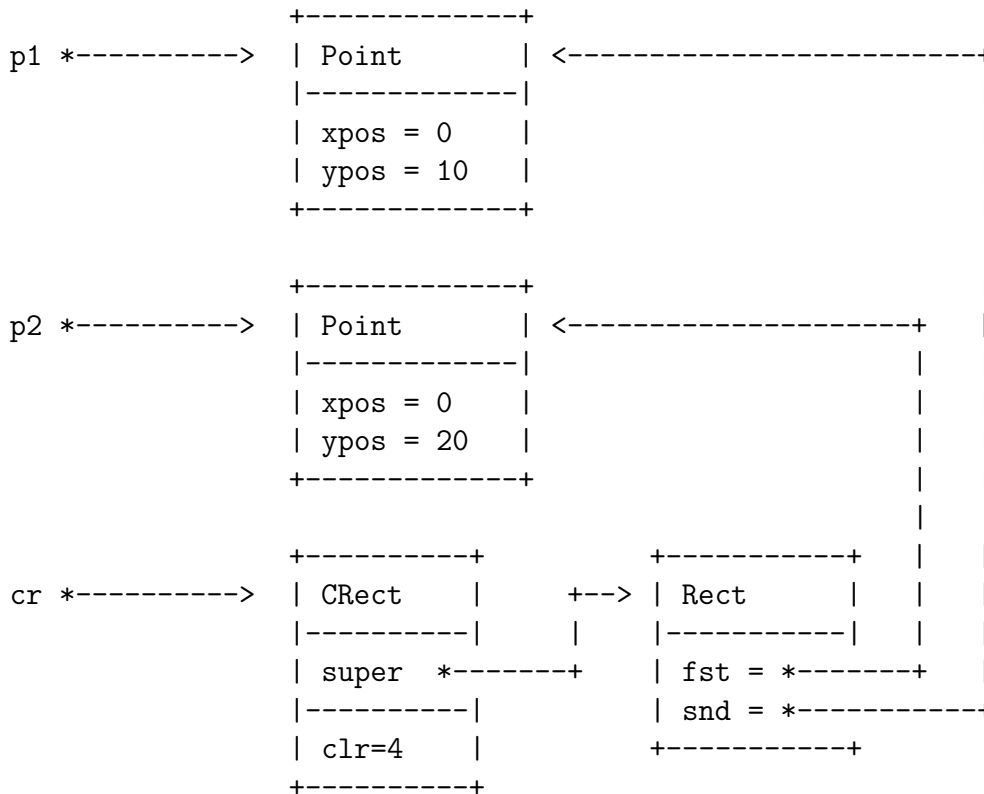 +-------------+
p1 *---------->  | Point       | <-------------------------+
                 |-------------|
                 | xpos = 0    |
                 | ypos = 10   |
                 +-------------+
                 +-------------+
p2 *---------->  | Point       | <---------------------+   |
                 |-------------|                       |
                 | xpos = 0    |                       |
                 | ypos = 20   |                       |
                 +-------------+                       |
                                                       |
                 +----------+          +-----------+   |   |
cr *---------->  | CRect    |     +--> | Rect      |   |   |
                 |----------|     |    |-----------|   |   |
                 | super  *-------+    | fst = *-------+   |
                 |----------|          | snd = *-----------+
                 | clr=4    |          +-----------+
                 +----------+